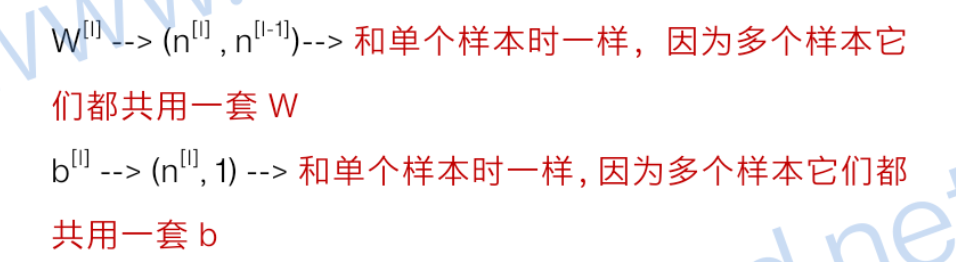 W[l] --> (n[l] , n[l-1])--> 和单个样本时一样，因为多个样本它
们都共用一套 W
b[l] --> (n[l], 1) --> 和单个样本时一样，因为多个样本它们都
共用一套 b